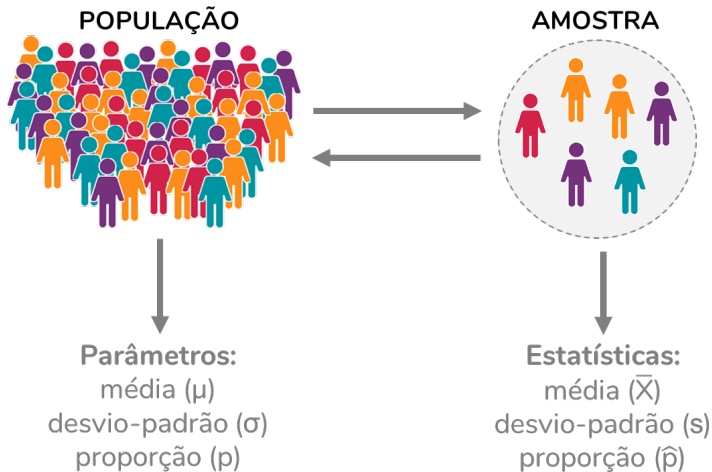 POPULAÇÃO
AMOSTRA
Parâmetros:
média (μ)
desvio-padrão (σ)
proporção (p)
Estatísticas:
média (X̅)
desvio-padrão (s)
proporção (p̂)